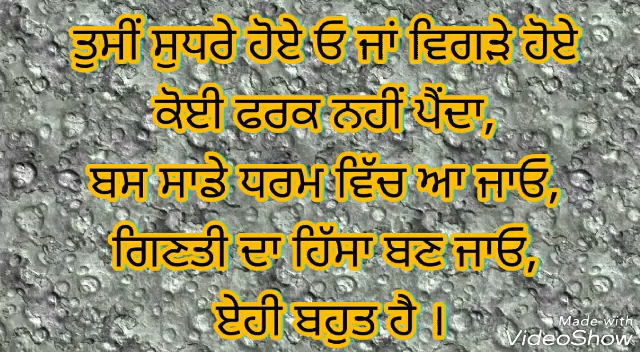 ਤੁਸੀਂ ਸੁਧਰੇ ਹੋਏ ਓ ਜਾਂ ਵਿਗੜੇ ਹੋਏ
ਕੋਈ ਫਰਕ ਨਹੀਂ ਪੈਂਦਾ,
ਬਸ ਸਾਡੇ ਧਰਮ ਵਿੱਚ ਆ ਜਾਓ,
ਗਿਣਤੀ ਦਾ ਹਿੱਸਾ ਬਣ ਜਾਓ,
ਏਹੀ ਬਹੁਤ ਹੈ ।
Made with
VideoShow